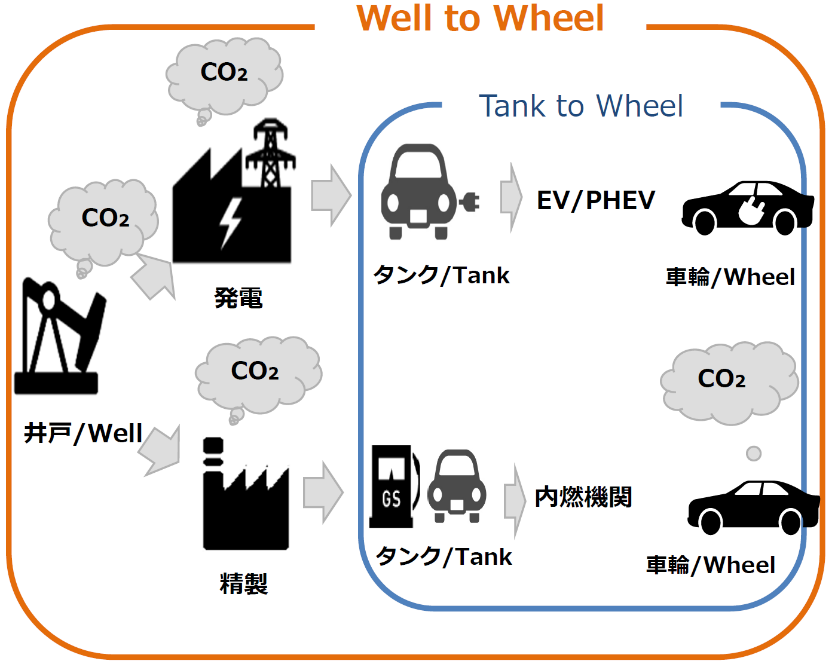 Well to Wheel
CO₂
Tank to Wheel
CO₂
EV/PHEV
タンク/Tank
車輪/Wheel
発電
CO₂
CO₂
井戸/Well
GS
内燃機関
タンク/Tank
車輪/Wheel
精製